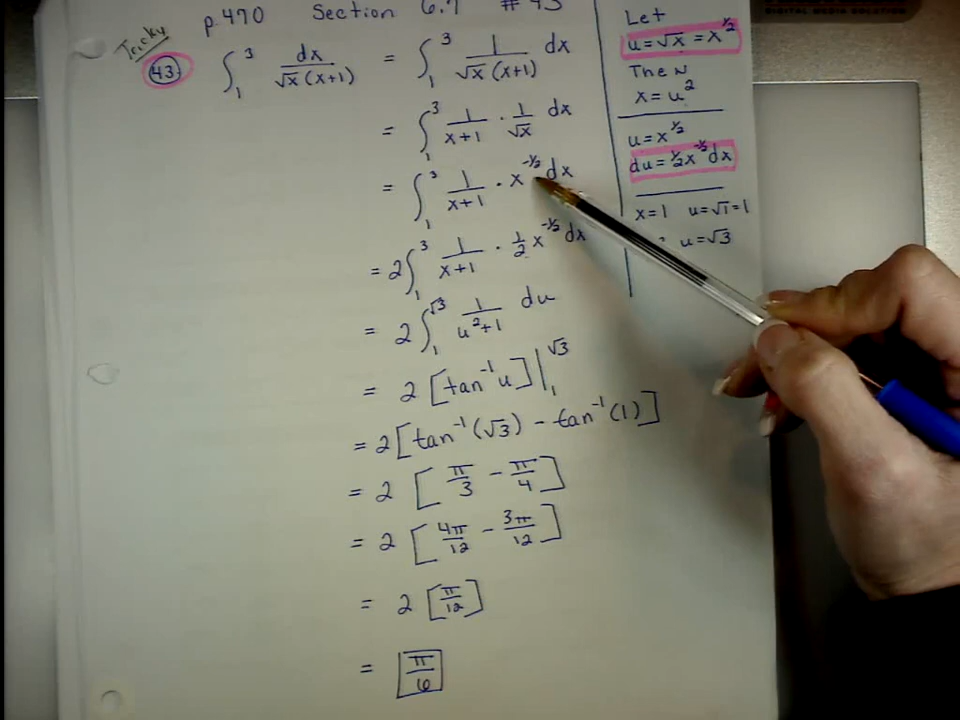 p.470 Section 6.7 # 43
Tricky
43. ∫₁³ dx / √x (x+1) = ∫₁³ 1 / √x (x+1) dx
= ∫₁³ 1/(x+1) · 1/√x dx
= ∫₁³ 1/(x+1) · x^(-1/2) dx
= 2∫₁³ 1/(x+1) · 1/2 x^(-1/2) dx
= 2∫₁^√3 1/(u²+1) du
= 2 [tan⁻¹u] |₁^√3
= 2 [tan⁻¹(√3) − tan⁻¹(1)]
= 2 [π/3 − π/4]
= 2 [4π/12 − 3π/12]
= 2 [π/12]
= π/6
Let
u = √x = x^(1/2)
Then
x = u²
u = x^(1/2)
du = 1/2 x^(-1/2) dx
x=1 u=√1=1
u=√3
DIGITAL MEDIA SOLUTION